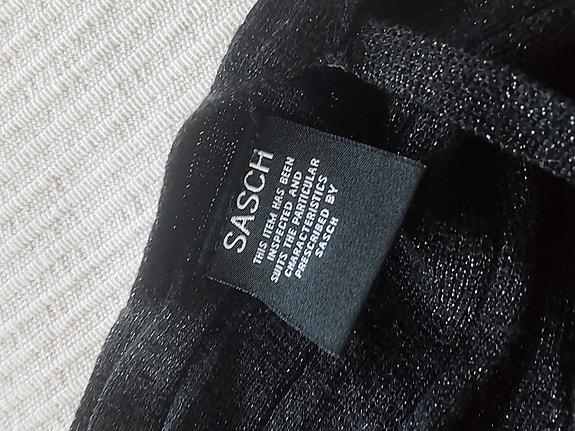 SASCH
THIS ITEM HAS BEEN
INSPECTED AND
SUITS THE PARTICULAR
CHARACTERISTICS
PRESCRIBED BY
SASCH